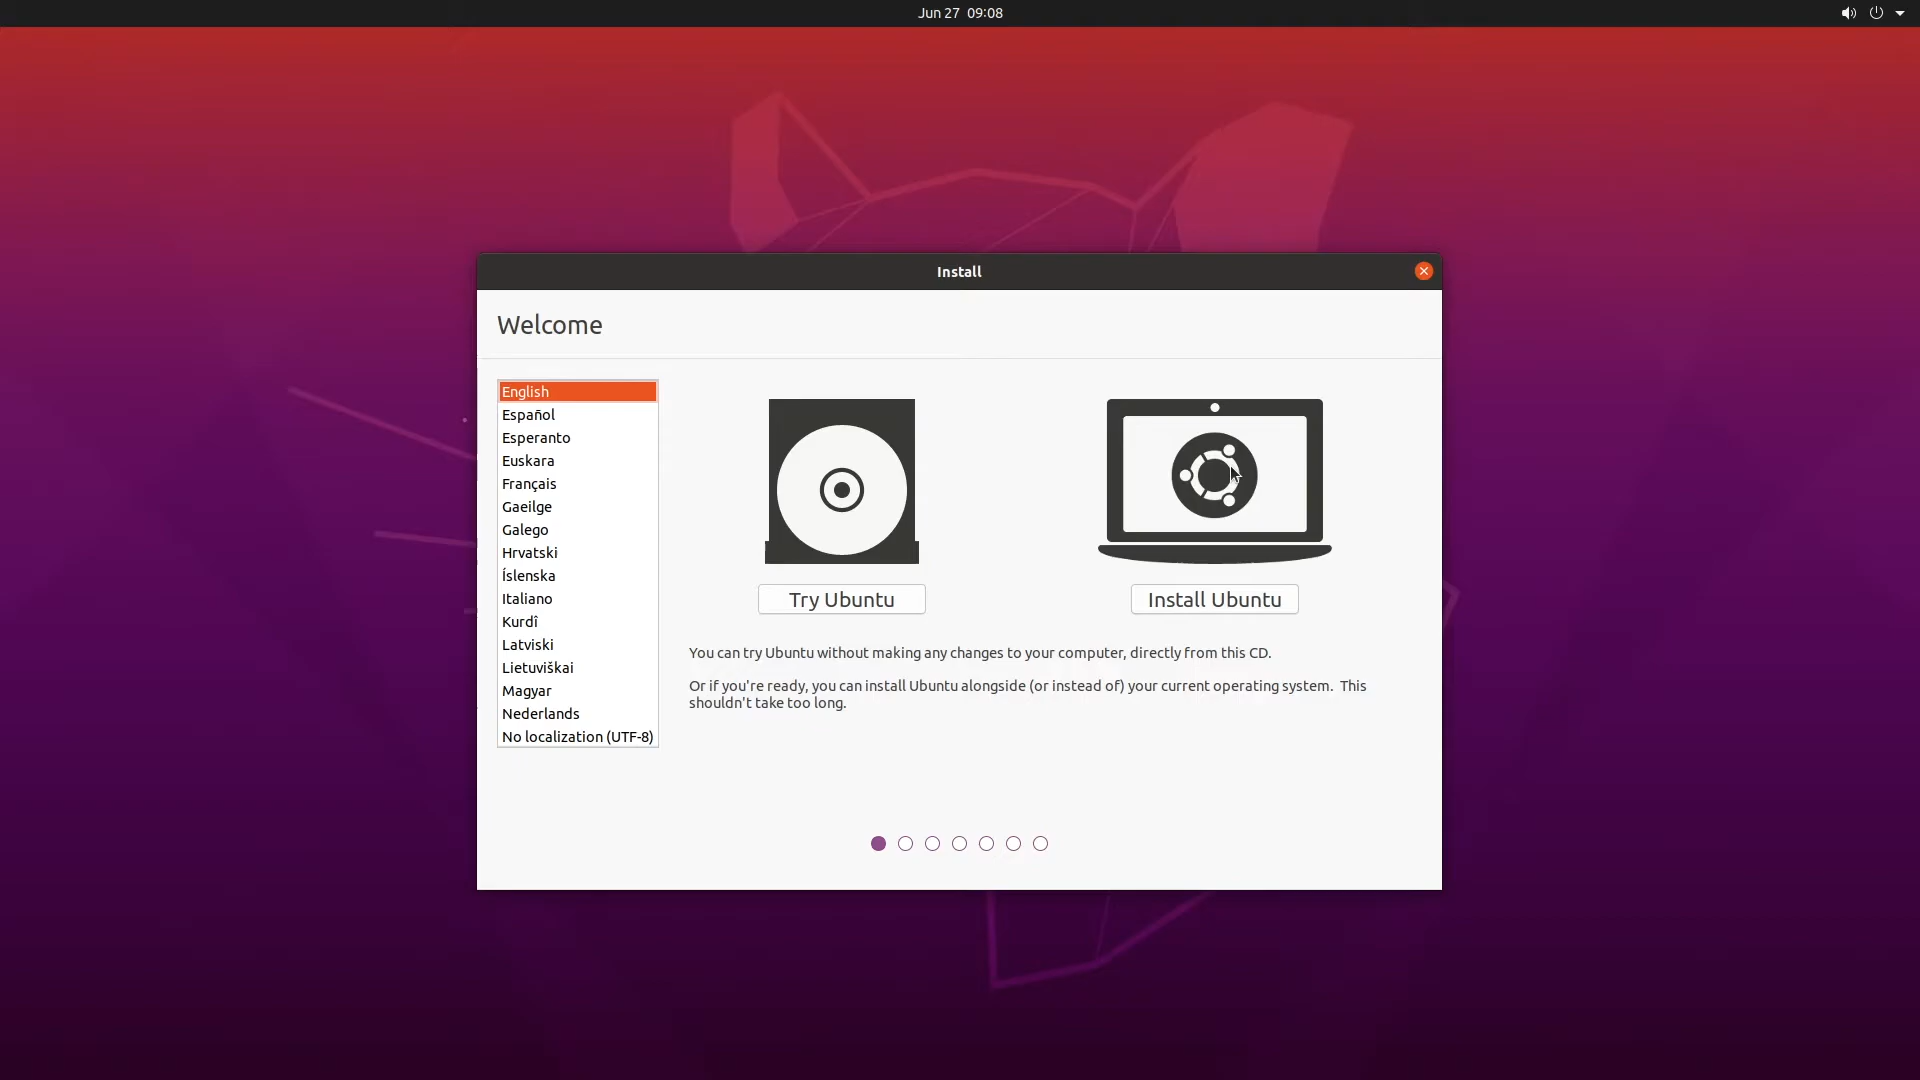 Jun 27 09:08
Install
Welcome
English
Español
Esperanto
Euskara
Français
Gaeilge
Galego
Hrvatski
Íslenska
Italiano
Kurdî
Latviski
Lietuviškai
Magyar
Nederlands
No localization (UTF-8)
Try Ubuntu
Install Ubuntu
You can try Ubuntu without making any changes to your computer, directly from this CD.
Or if you're ready, you can install Ubuntu alongside (or instead of) your current operating system. This
shouldn't take too long.